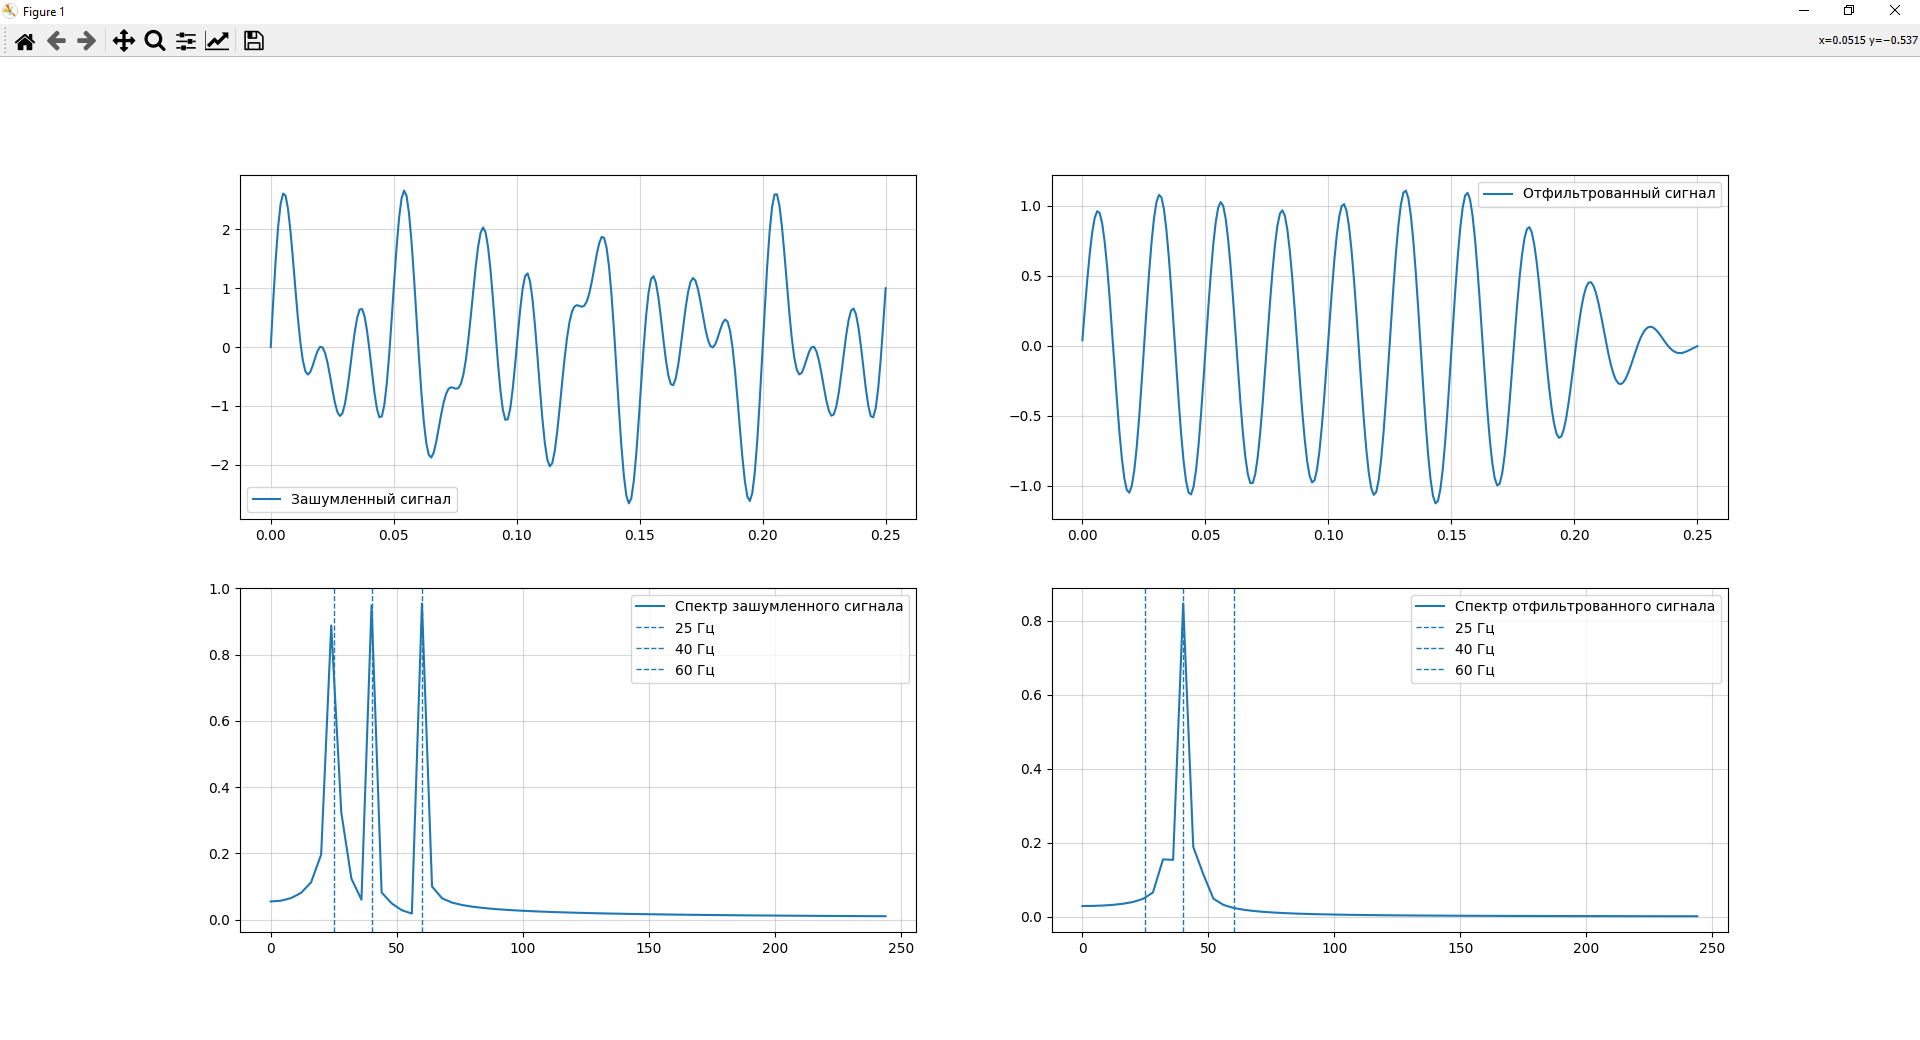 Figure 1
x=0.0515 y=−0.537
2
1
0
−1
−2
Зашумленный сигнал
0.00 0.05 0.10 0.15 0.20 0.25
1.0
0.5
0.0
−0.5
−1.0
Отфильтрованный сигнал
0.00 0.05 0.10 0.15 0.20 0.25
1.0
0.8
0.6
0.4
0.2
0.0
Спектр зашумленного сигнала
25 Гц
40 Гц
60 Гц
0 50 100 150 200 250
0.8
0.6
0.4
0.2
0.0
Спектр отфильтрованного сигнала
25 Гц
40 Гц
60 Гц
0 50 100 150 200 250